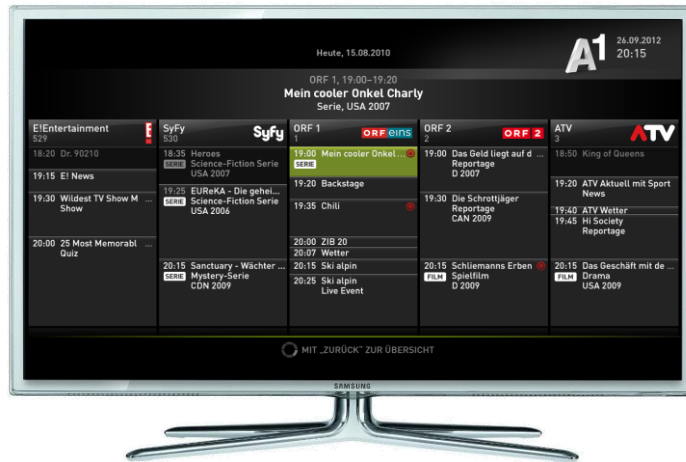 A1
26.09.2012
20:15
Heute, 15.08.2010
ORF 1, 19:00–19:20
Mein cooler Onkel Charly
Serie, USA 2007
E!Entertainment
529
E!
18:20 Dr. 90210
19:15 E! News
19:30 Wildest TV Show M ...
Show
20:00 25 Most Memorabl ...
Quiz
SyFy
530
Syfy
18:35 Heroes
SERIE Science-Fiction Serie
USA 2007
19:25 EUReKA - Die gehei...
SERIE Science-Fiction Serie
USA 2006
20:15 Sanctuary - Wächter ...
SERIE Mystery-Serie
CDN 2009
ORF 1
1
ORF eins
19:00 Mein cooler Onkel...
SERIE
19:20 Backstage
19:35 Chili
20:00 ZIB 20
20:07 Wetter
20:15 Ski alpin
20:25 Ski alpin
Live Event
ORF 2
2
ORF 2
19:00 Das Geld liegt auf d ...
Reportage
D 2007
19:30 Die Schrottjäger
Reportage
CAN 2009
20:15 Schliemanns Erben
FILM Spielfilm
D 2009
ATV
3
ATV
18:50 King of Queens
19:20 ATV Aktuell mit Sport
News
19:40 ATV Wetter
19:45 Hi Society
Reportage
20:15 Das Geschäft mit de ...
FILM Drama
USA 2009
MIT „ZURÜCK" ZUR ÜBERSICHT
SAMSUNG